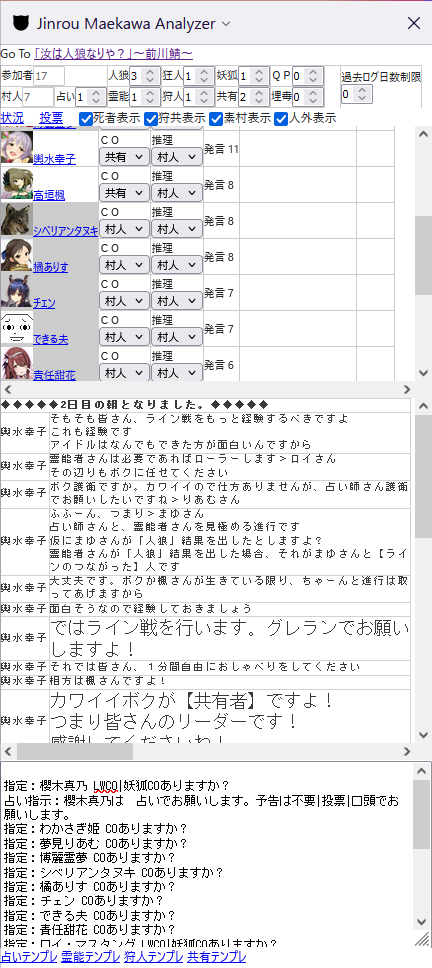 Jinrou Maekawa Analyzer
Go To 「汝は人狼なりや？」～前川鯖～
参加者 17 人狼 3 狂人 1 妖狐 1 ＱＰ 0 過去ログ日数制限
村人 7 占い 1 霊能 1 狩人 1 共有 2 埋毒 0 0
状況 投票 死者表示 狩共表示 素村表示 人外表示
輿水幸子 ＣＯ 共有 推理 村人 発言 11
高垣楓 ＣＯ 共有 推理 村人 発言 8
シベリアンタヌキ ＣＯ 村人 推理 村人 発言 8
橘ありす ＣＯ 村人 推理 村人 発言 8
チェン ＣＯ 村人 推理 村人 発言 7
できる夫 ＣＯ 村人 推理 村人 発言 7
責任甜花 ＣＯ 村人 推理 村人 発言 6
◆◆◆◆◆2日目の朝となりました。◆◆◆◆◆
輿水幸子 そもそも皆さん、ライン戦をもっと経験するべきですよ
これも経験です
アイドルはなんでもできた方が面白いんですから
輿水幸子 霊能者さんは必要であればローラーします＞ロイさん
その辺りもボクに任せてください
輿水幸子 ボク護衛ですか。カワイイので仕方ありませんが、占い師さん護衛
でお願いしたいですね＞りあむさん
輿水幸子 ふふーん、つまり＞まゆさん
占い師さんと、霊能者さんを見極める進行です
仮にまゆさんが「人狼」結果を出したとしますよ？
霊能者さんが「人狼」結果を出した場合、それがまゆさんと【ライ
ンのつながった】人です
輿水幸子 大丈夫です。ボクか楓さんが生きている限り、ちゃーんと進行は取
ってあげますから
輿水幸子 面白そうなので経験しておきましょう
輿水幸子 ではライン戦を行います。グレランでお願い
しますよ！
輿水幸子 それでは皆さん、１分間自由におしゃべりをしてください
輿水幸子 相方は楓さんですよ！
輿水幸子 カワイイボクが【共有者】ですよ！
つまり皆さんのリーダーです！
感謝してくださいね！
指定：櫻木真乃 LWCO|妖狐COありますか？
占い指示：櫻木真乃は　占いでお願いします。予告は不要|投票|口頭でお
願いします。
指定：わかさぎ姫 COありますか？
指定：夢見りあむ COありますか？
指定：博麗霊夢 COありますか？
指定：シベリアンタヌキ COありますか？
指定：橘ありす COありますか？
指定：チェン COありますか？
指定：できる夫 COありますか？
指定：責任甜花 COありますか？
指定：ロイ・マスタング LWCO|妖狐COありますか？
占いテンプレ 霊能テンプレ 狩人テンプレ 共有テンプレ